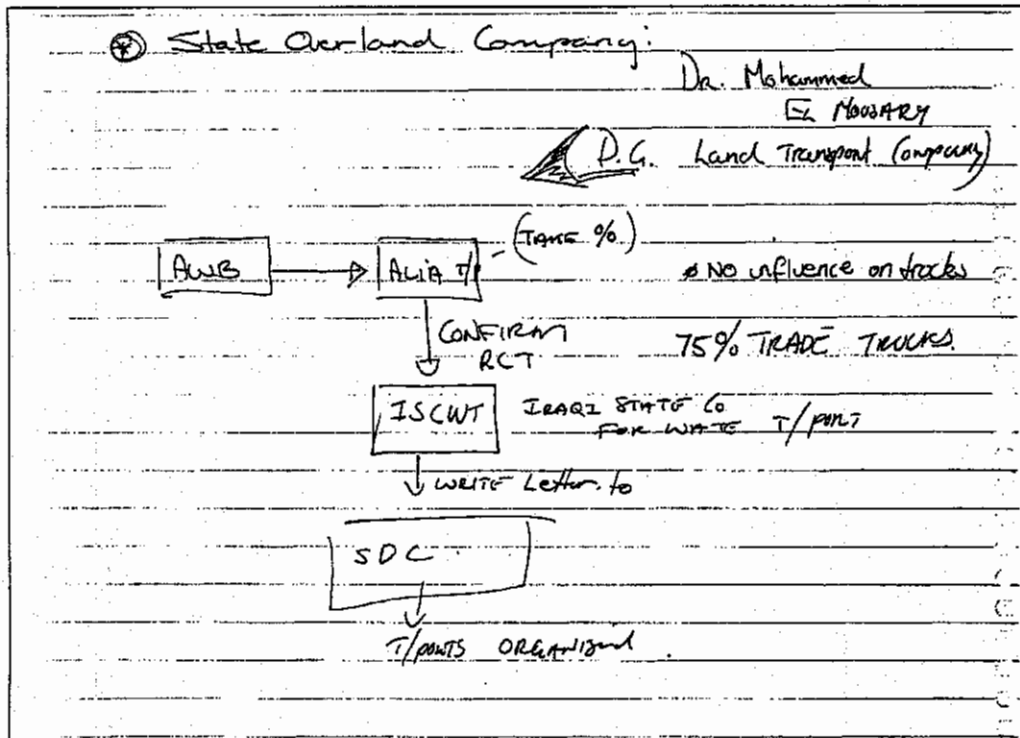 State Overland Company:
Dr. Mohammed
EL MOUSARY
D.G. Land Transport Company)
(TAKE %)
AWB
ALIA T/
No influence on trucks
CONFIRM
RCT
75% TRADE TRUCKS.
ISCWT
IRAQI STATE Co
FOR WATE T/PORT
WRITE Letter to
SOC
T/PORTS ORGANISED.